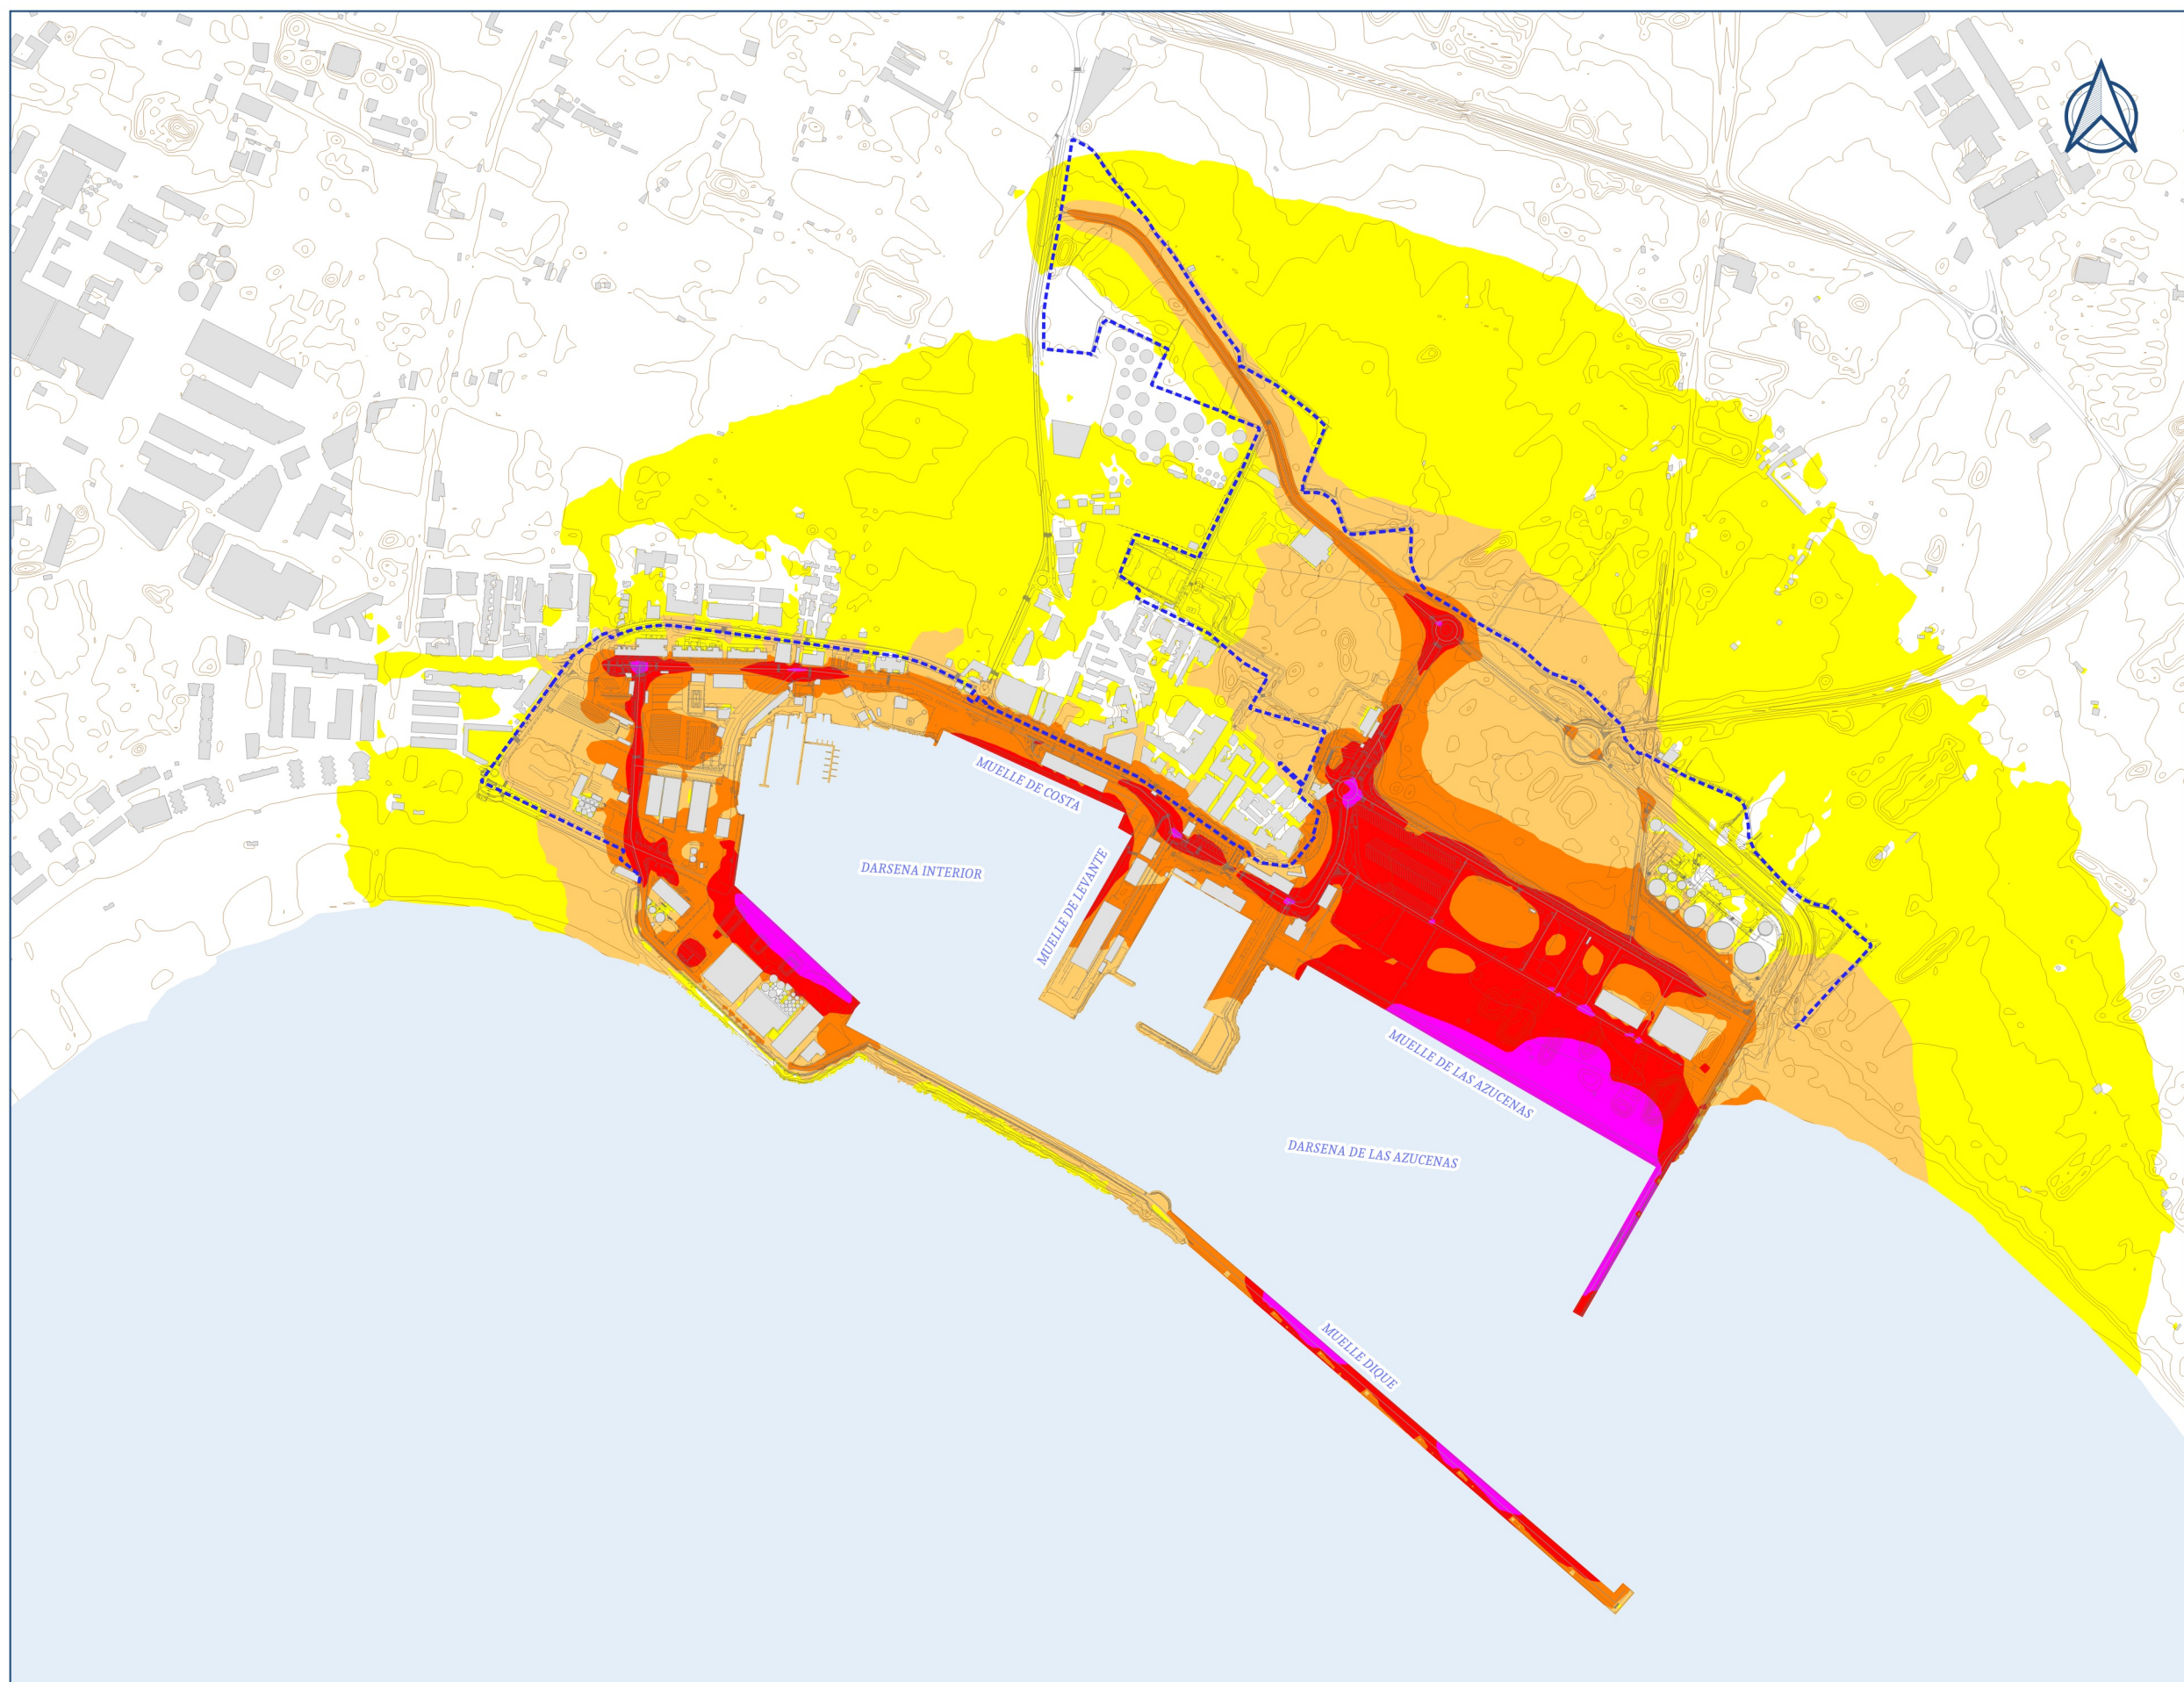 MUELLE DE COSTA
DARSENA INTERIOR
MUELLE DE LEVANTE
MUELLE DE LAS AZUCENAS
DARSENA DE LAS AZUCENAS
MUELLE DIQUE